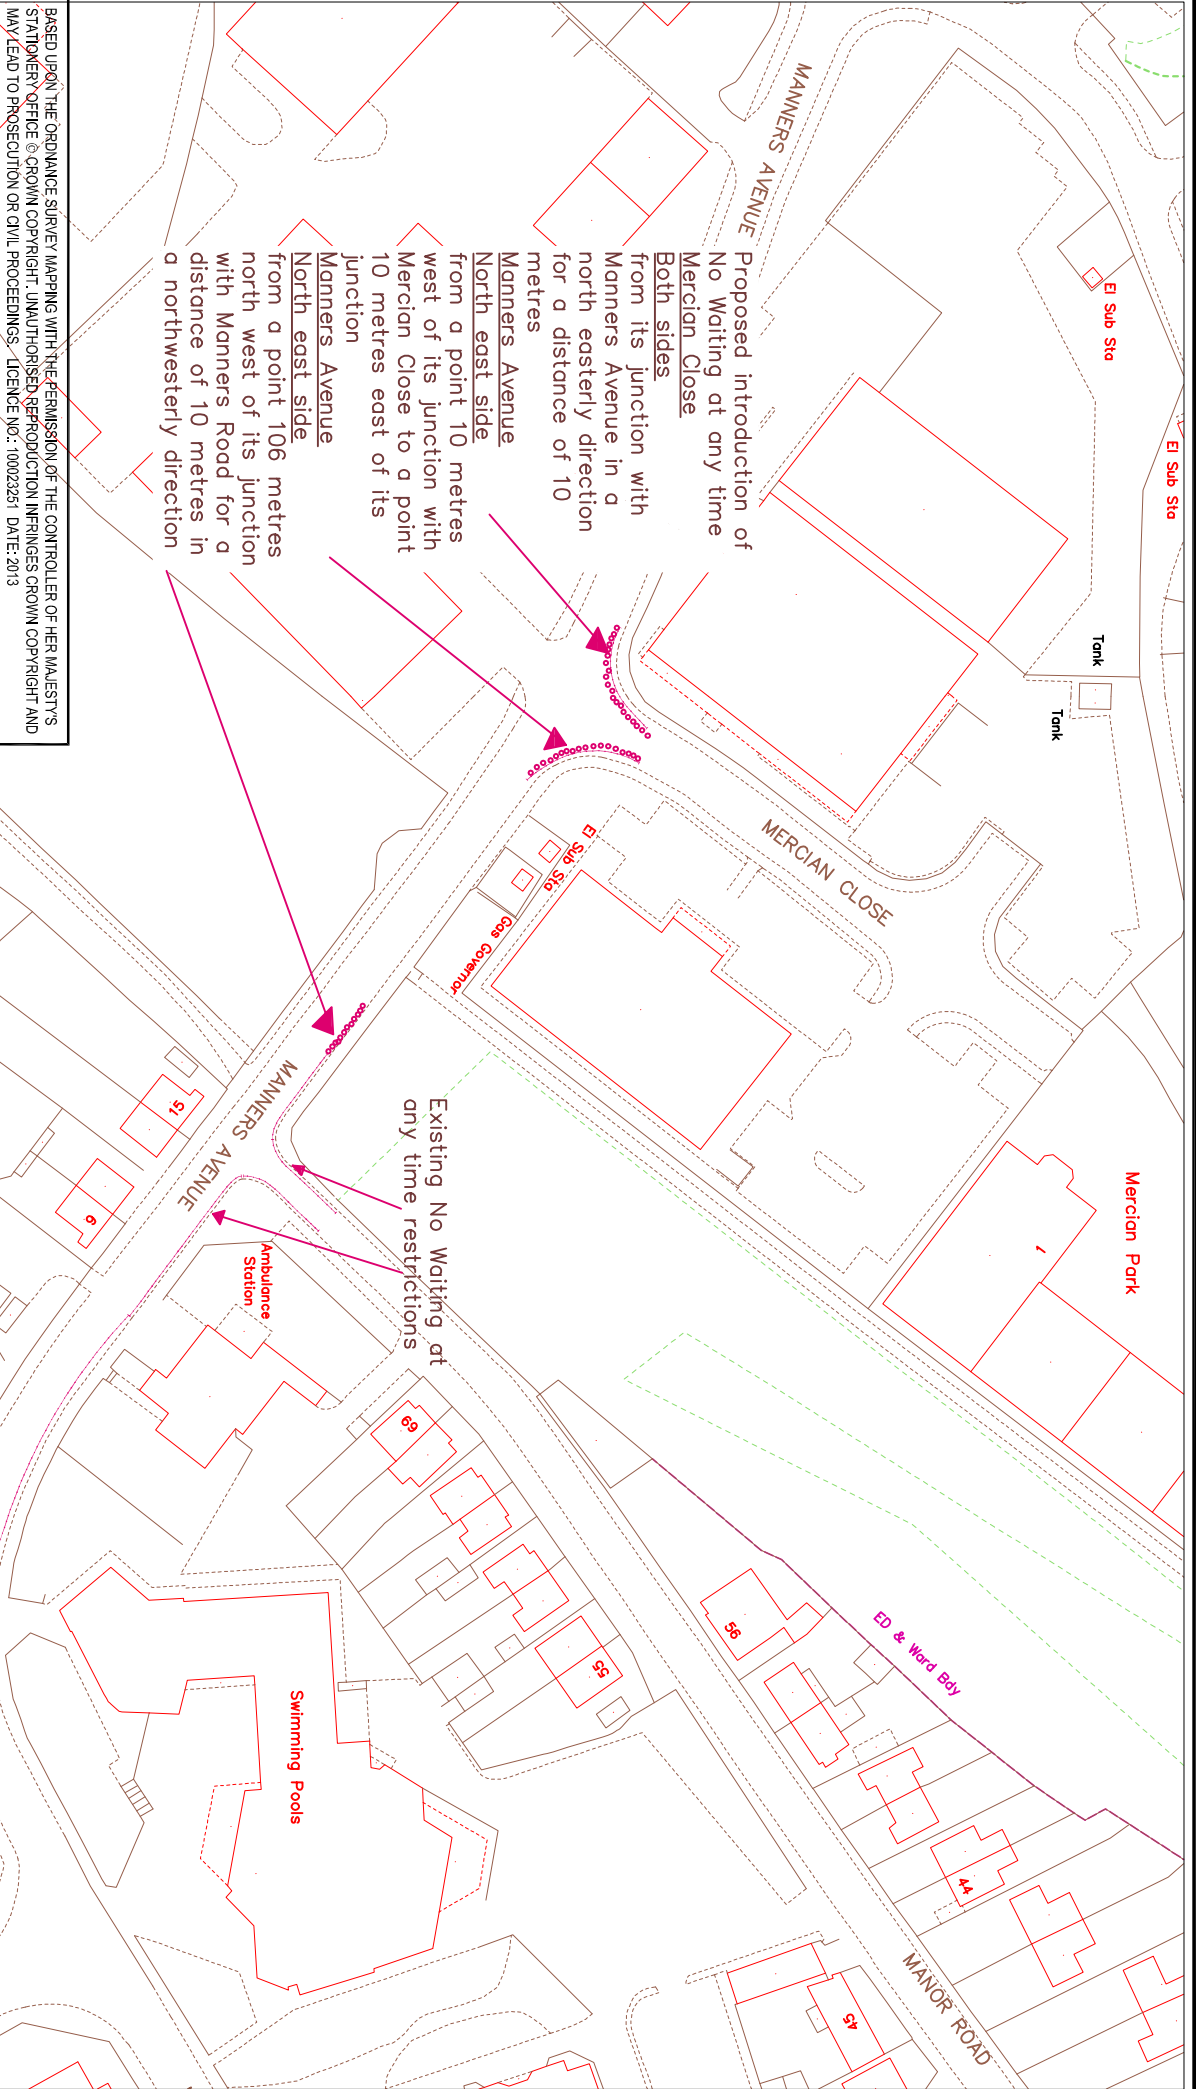 MANNERS AVENUE
El Sub Sta
El Sub Sta
Tank
Tank
Proposed introduction of
No Waiting at any time
Mercian Close
Both sides
from its junction with
Manners Avenue in a
north easterly direction
for a distance of 10
metres
Manners Avenue
North east side
from a point 10 metres
west of its junction with
Mercian Close to a point
10 metres east of its
junction
Manners Avenue
North east side
from a point 106 metres
north west of its junction
with Manners Road for a
distance of 10 metres in
a northwesterly direction
MERCIAN CLOSE
El Sub Sta
Gas Governor
Mercian Park
1
MANNERS AVENUE
15
9
Existing No Waiting at
any time restrictions
Ambulance
Station
69
55
56
ED & Ward Bdy
44
45
MANOR ROAD
Swimming Pools
BASED UPON THE ORDNANCE SURVEY MAPPING WITH THE PERMISSION OF THE CONTROLLER OF HER MAJESTY'S
STATIONERY OFFICE © CROWN COPYRIGHT. UNAUTHORISED REPRODUCTION INFRINGES CROWN COPYRIGHT AND
MAY LEAD TO PROSECUTION OR CIVIL PROCEEDINGS. LICENCE NO.: 100023251 DATE: 2013